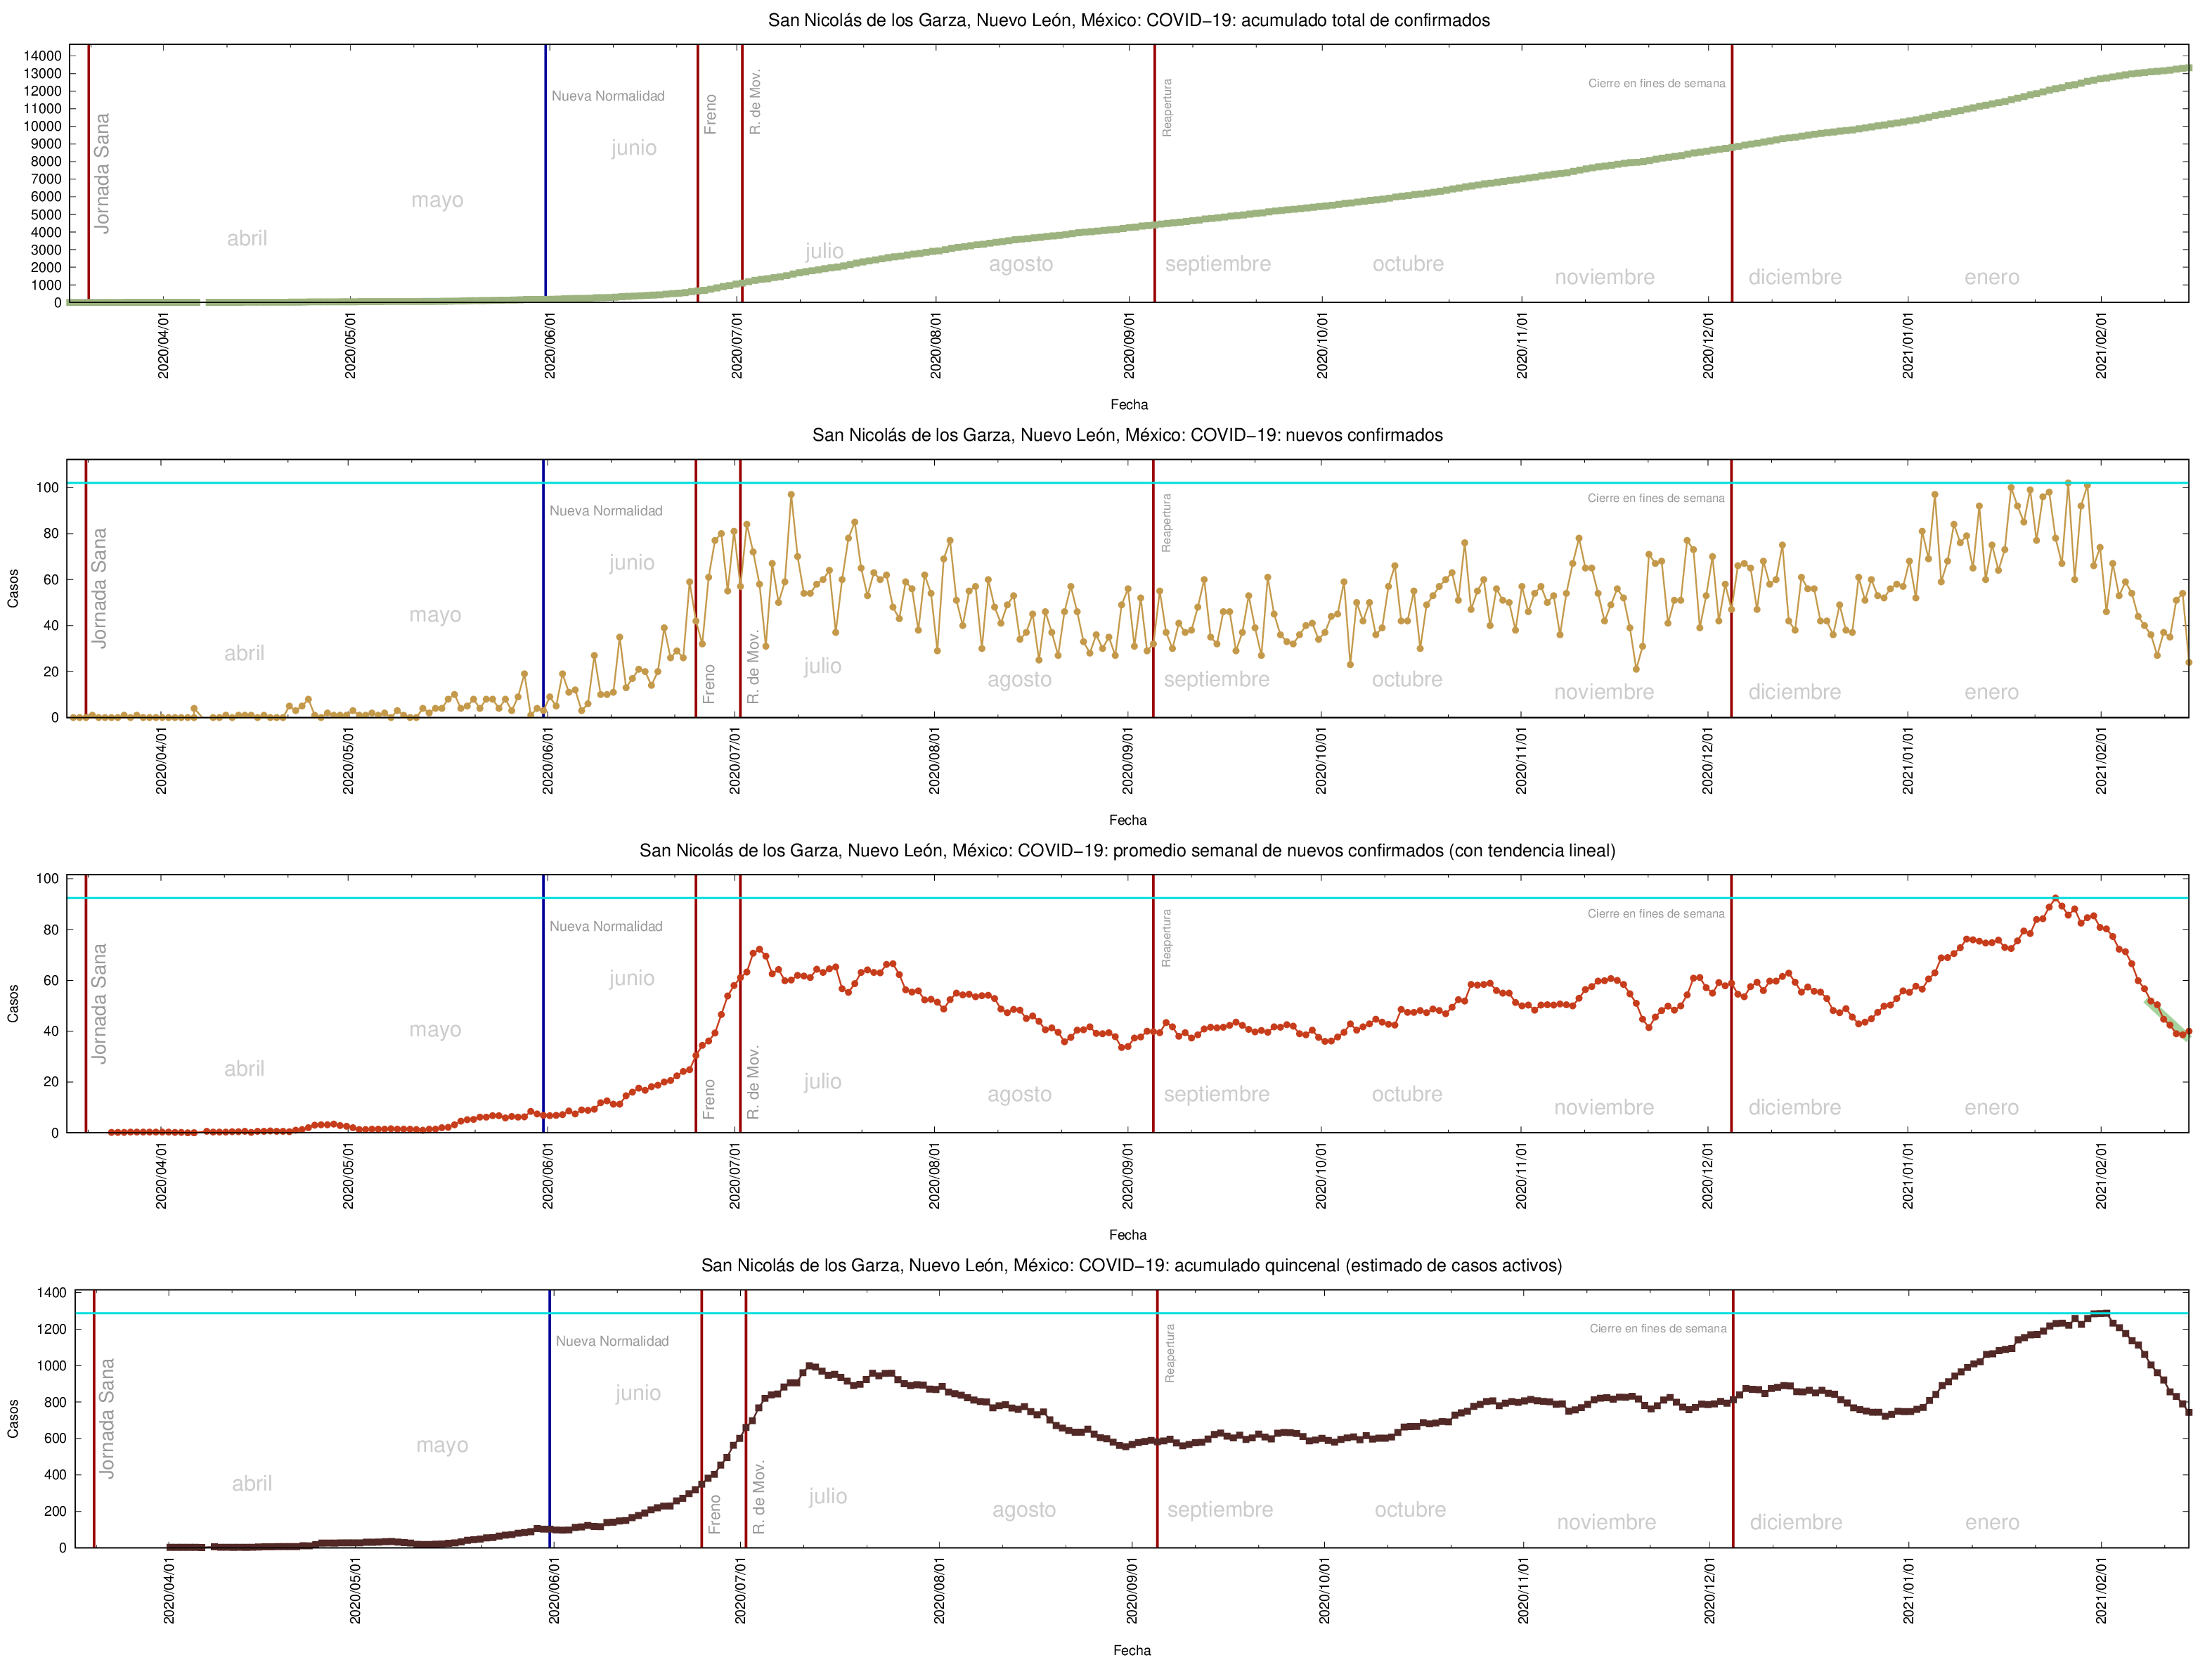 San Nicolás de los Garza, Nuevo León, México: COVID−19: acumulado total de confirmados
14000
13000
12000
11000
10000
9000
8000
7000
6000
5000
4000
3000
2000
1000
0
Jornada Sana
abril
mayo
Nueva Normalidad
junio
Freno
R. de Mov.
julio
agosto
Reapertura
septiembre
octubre
noviembre
Cierre en fines de semana
diciembre
enero
2020/04/01
2020/05/01
2020/06/01
2020/07/01
2020/08/01
2020/09/01
2020/10/01
2020/11/01
2020/12/01
2021/01/01
2021/02/01
Fecha
San Nicolás de los Garza, Nuevo León, México: COVID−19: nuevos confirmados
Casos
100
80
60
40
20
0
Jornada Sana
abril
mayo
Nueva Normalidad
junio
Freno
R. de Mov.
julio
agosto
Reapertura
septiembre
octubre
noviembre
Cierre en fines de semana
diciembre
enero
2020/04/01
2020/05/01
2020/06/01
2020/07/01
2020/08/01
2020/09/01
2020/10/01
2020/11/01
2020/12/01
2021/01/01
2021/02/01
Fecha
San Nicolás de los Garza, Nuevo León, México: COVID−19: promedio semanal de nuevos confirmados (con tendencia lineal)
Casos
100
80
60
40
20
0
Jornada Sana
abril
mayo
Nueva Normalidad
junio
Freno
R. de Mov.
julio
agosto
Reapertura
septiembre
octubre
noviembre
Cierre en fines de semana
diciembre
enero
2020/04/01
2020/05/01
2020/06/01
2020/07/01
2020/08/01
2020/09/01
2020/10/01
2020/11/01
2020/12/01
2021/01/01
2021/02/01
Fecha
San Nicolás de los Garza, Nuevo León, México: COVID−19: acumulado quincenal (estimado de casos activos)
Casos
1400
1200
1000
800
600
400
200
0
Jornada Sana
abril
mayo
Nueva Normalidad
junio
Freno
R. de Mov.
julio
agosto
Reapertura
septiembre
octubre
noviembre
Cierre en fines de semana
diciembre
enero
2020/04/01
2020/05/01
2020/06/01
2020/07/01
2020/08/01
2020/09/01
2020/10/01
2020/11/01
2020/12/01
2021/01/01
2021/02/01
Fecha